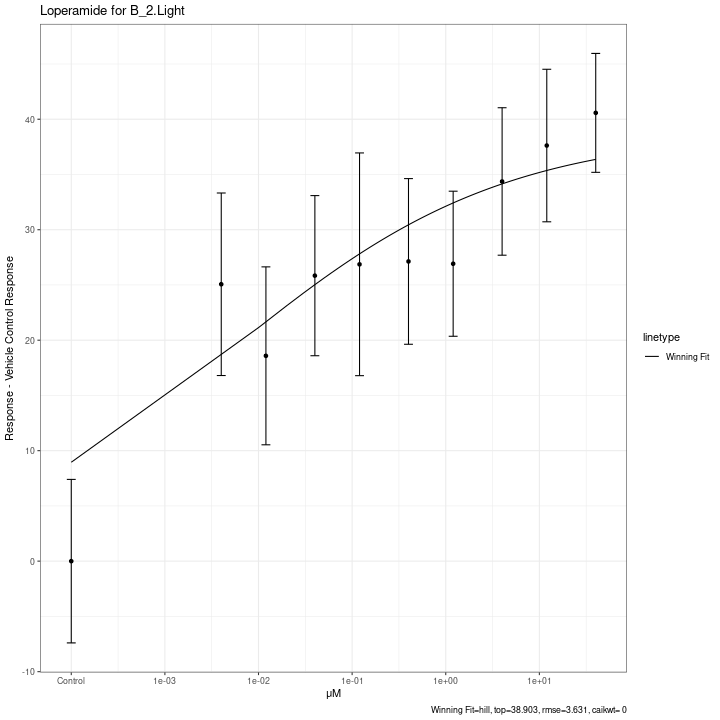 Loperamide for B_2.Light
Response - Vehicle Control Response
40
30
20
10
0
-10
Control
1e-03
1e-02
1e-01
1e+00
1e+01
µM
linetype
Winning Fit
Winning Fit=hill, top=38.903, rmse=3.631, caikwt= 0